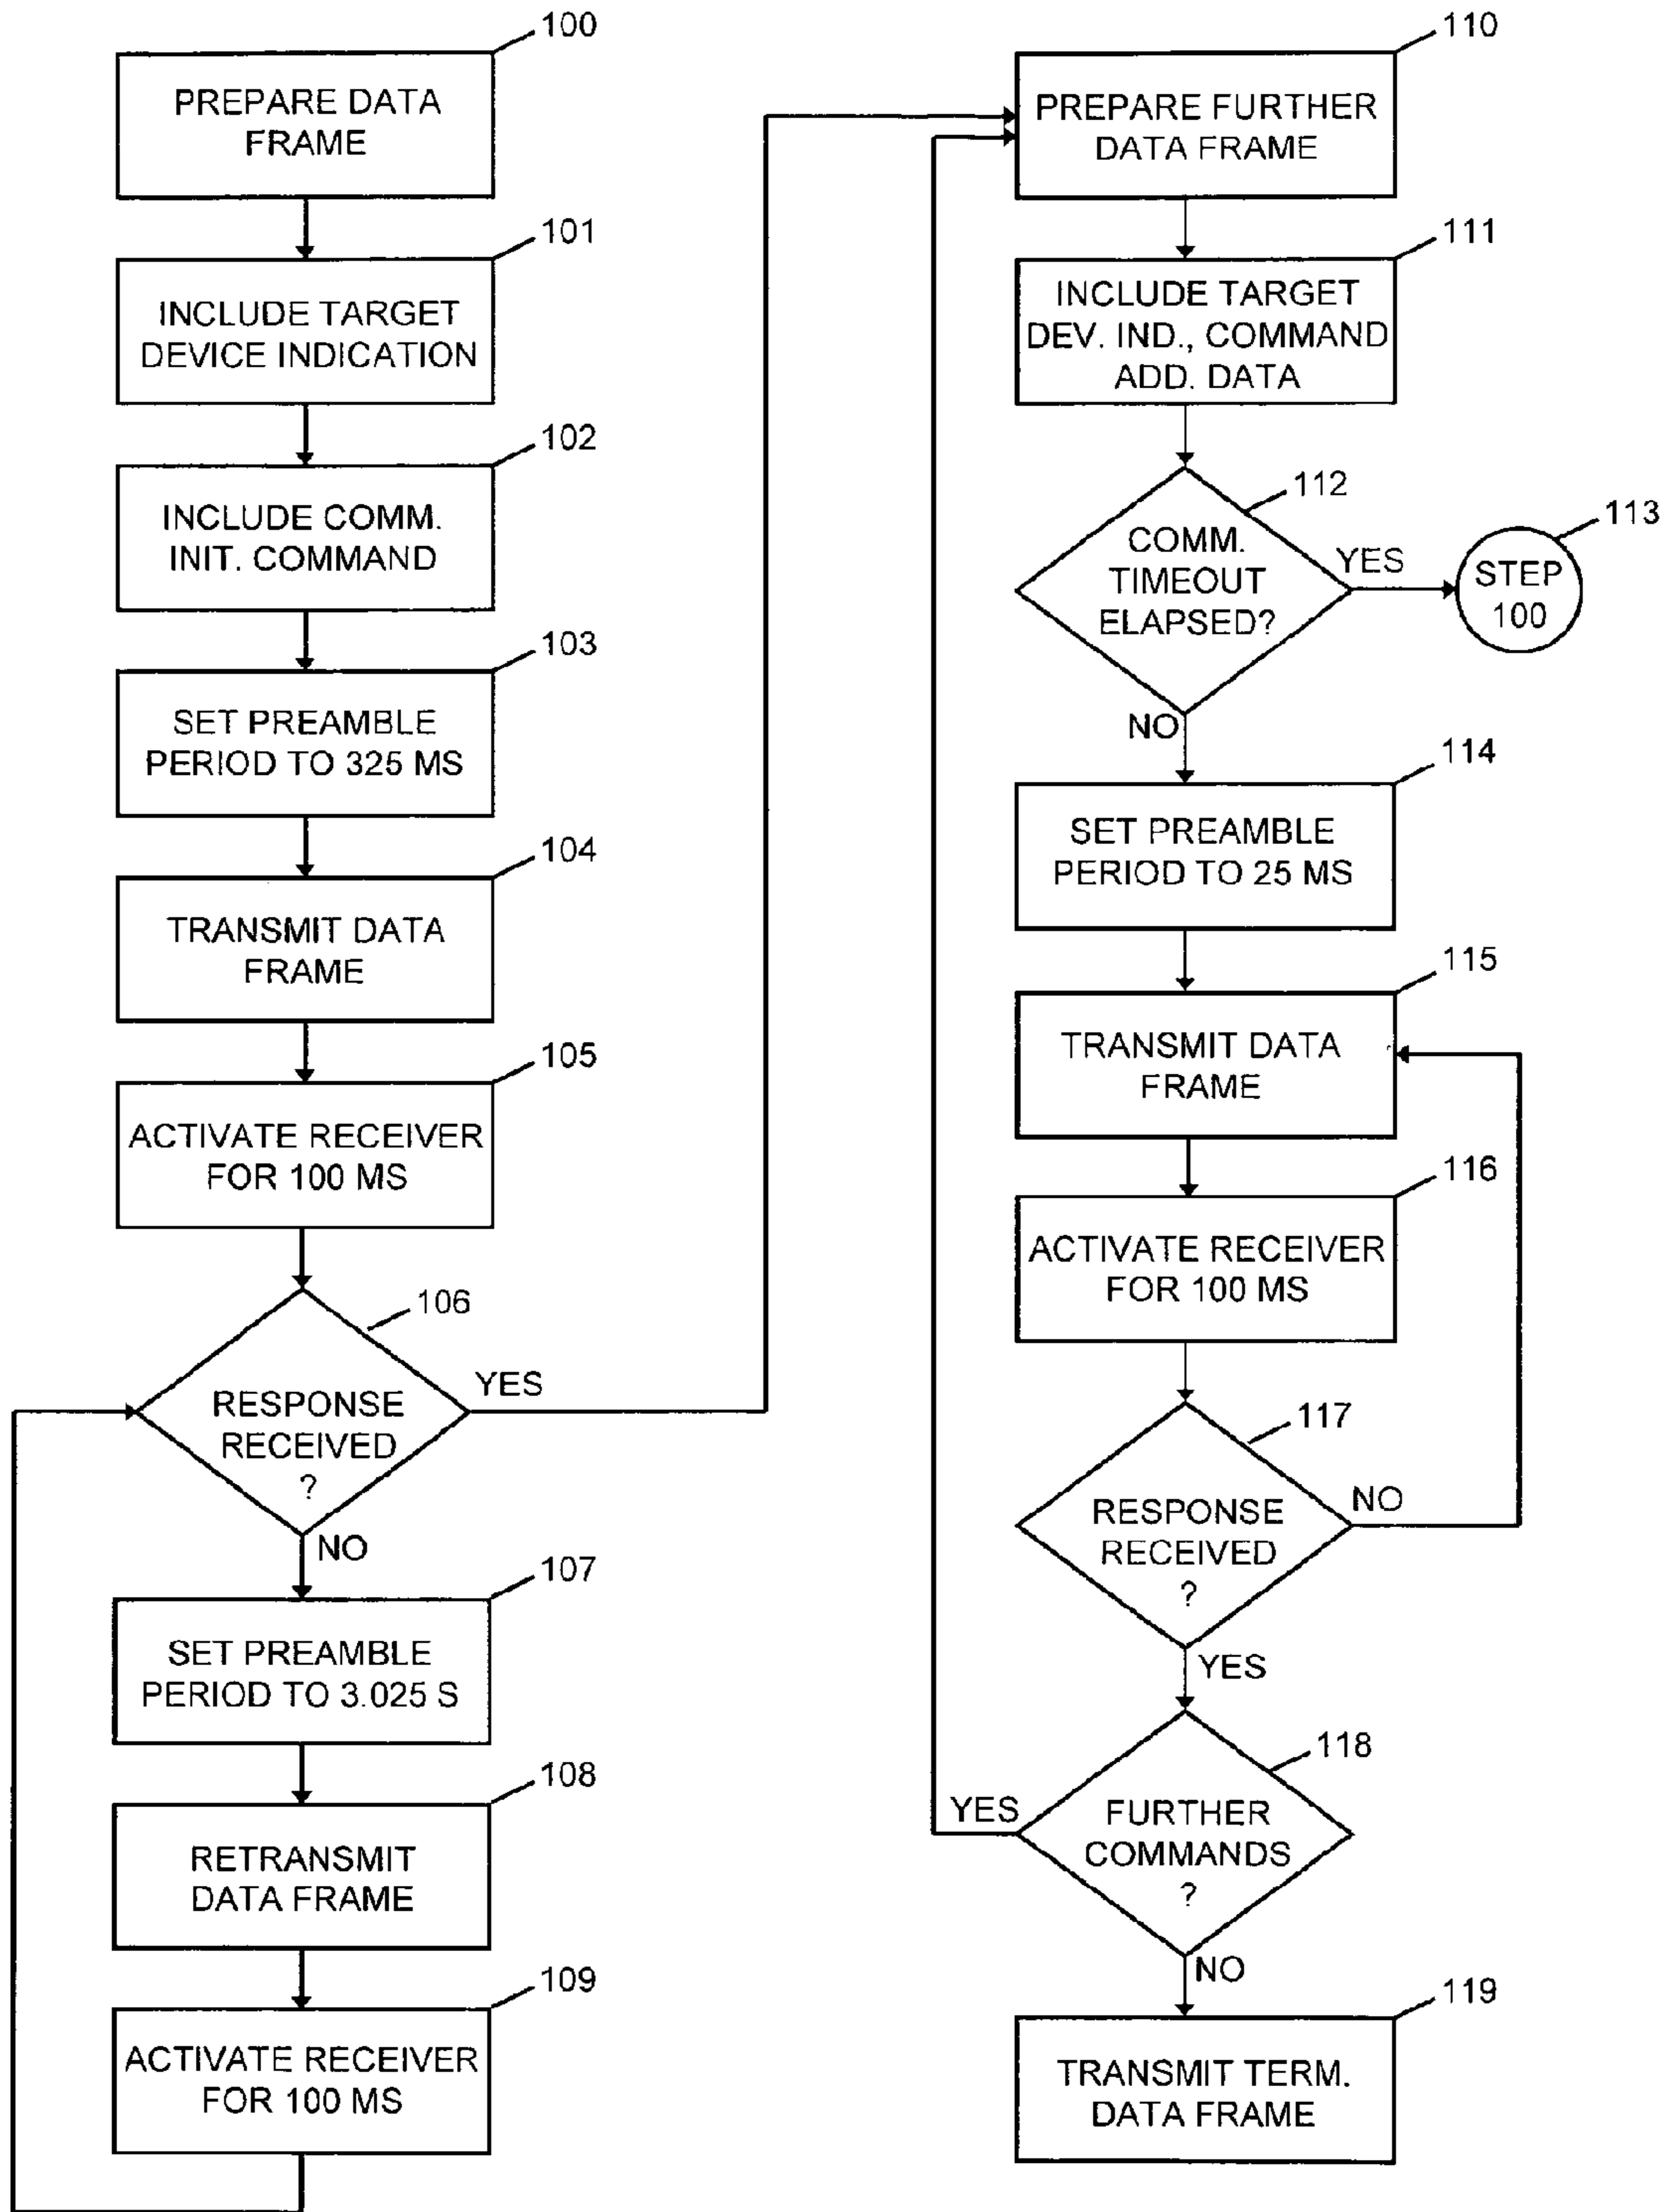 100
PREPARE DATA
FRAME
101
INCLUDE TARGET
DEVICE INDICATION
102
INCLUDE COMM.
INIT. COMMAND
103
SET PREAMBLE
PERIOD TO 325 MS
104
TRANSMIT DATA
FRAME
105
ACTIVATE RECEIVER
FOR 100 MS
106
RESPONSE
RECEIVED
?
YES
NO
107
SET PREAMBLE
PERIOD TO 3.025 S
108
RETRANSMIT
DATA FRAME
109
ACTIVATE RECEIVER
FOR 100 MS
110
PREPARE FURTHER
DATA FRAME
111
INCLUDE TARGET
DEV. IND., COMMAND
ADD. DATA
112
COMM.
TIMEOUT
ELAPSED?
YES
113
STEP
100
NO
114
SET PREAMBLE
PERIOD TO 25 MS
115
TRANSMIT DATA
FRAME
116
ACTIVATE RECEIVER
FOR 100 MS
117
RESPONSE
RECEIVED
?
NO
YES
118
FURTHER
COMMANDS
?
YES
NO
119
TRANSMIT TERM.
DATA FRAME